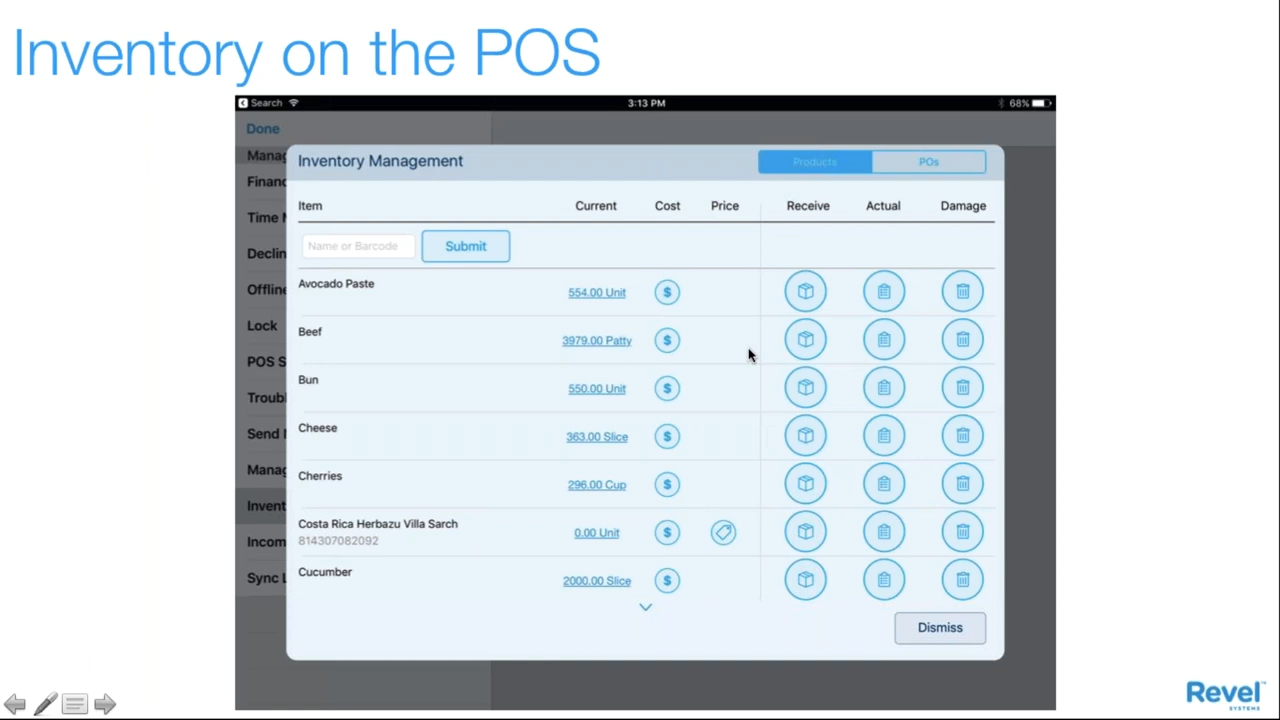 Inventory on the POS
Search 3:13 PM 68%
Done
Manag
Financ
Time M
Declin
Offline
Lock
POS S
Troubl
Send
Manag
Invent
Incom
Sync L
Inventory Management Products POs
Item Current Cost Price Receive Actual Damage
Name or Barcode Submit
Avocado Paste 554.00 Unit $
Beef 3979.00 Patty $
Bun 550.00 Unit $
Cheese 363.00 Slice $
Cherries 296.00 Cup $
Costa Rica Herbazu Villa Sarch 0.00 Unit $
814307082092
Cucumber 2000.00 Slice $
Dismiss
Revel™
SYSTEMS